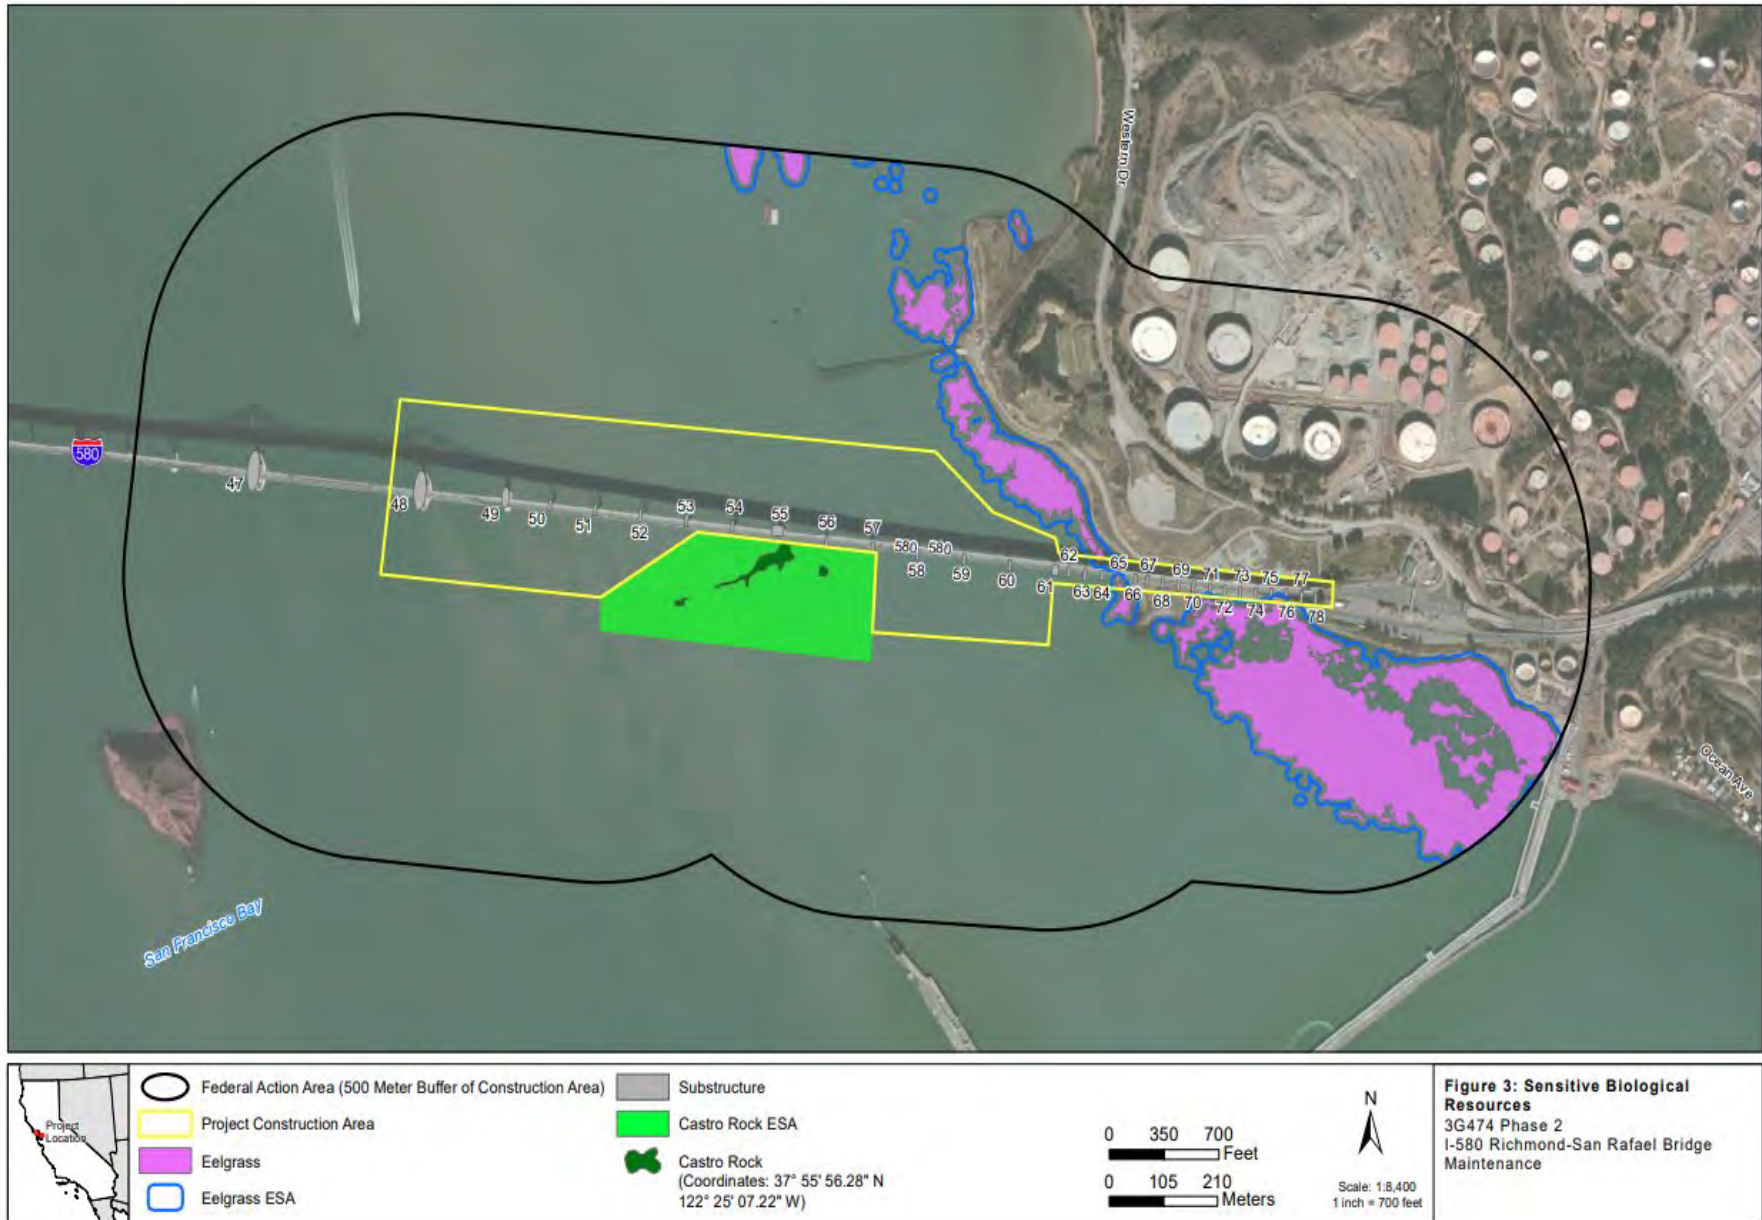 Western Dr
580
47
48
49
50
51
52
53
54
55
56
57
580
580
58
59
60
61
62
63
64
65
66
67
68
69
70
71
72
73
74
75
76
77
78
Ocean Ave
San Francisco Bay
Project
Location
Federal Action Area (500 Meter Buffer of Construction Area)
Project Construction Area
Eelgrass
Eelgrass ESA
Substructure
Castro Rock ESA
Castro Rock
(Coordinates: 37° 55' 56.28" N
122° 25' 07.22" W)
0 350 700
Feet
0 105 210
Meters
N
Scale: 1:8,400
1 inch = 700 feet
Figure 3: Sensitive Biological
Resources
3G474 Phase 2
I-580 Richmond-San Rafael Bridge
Maintenance